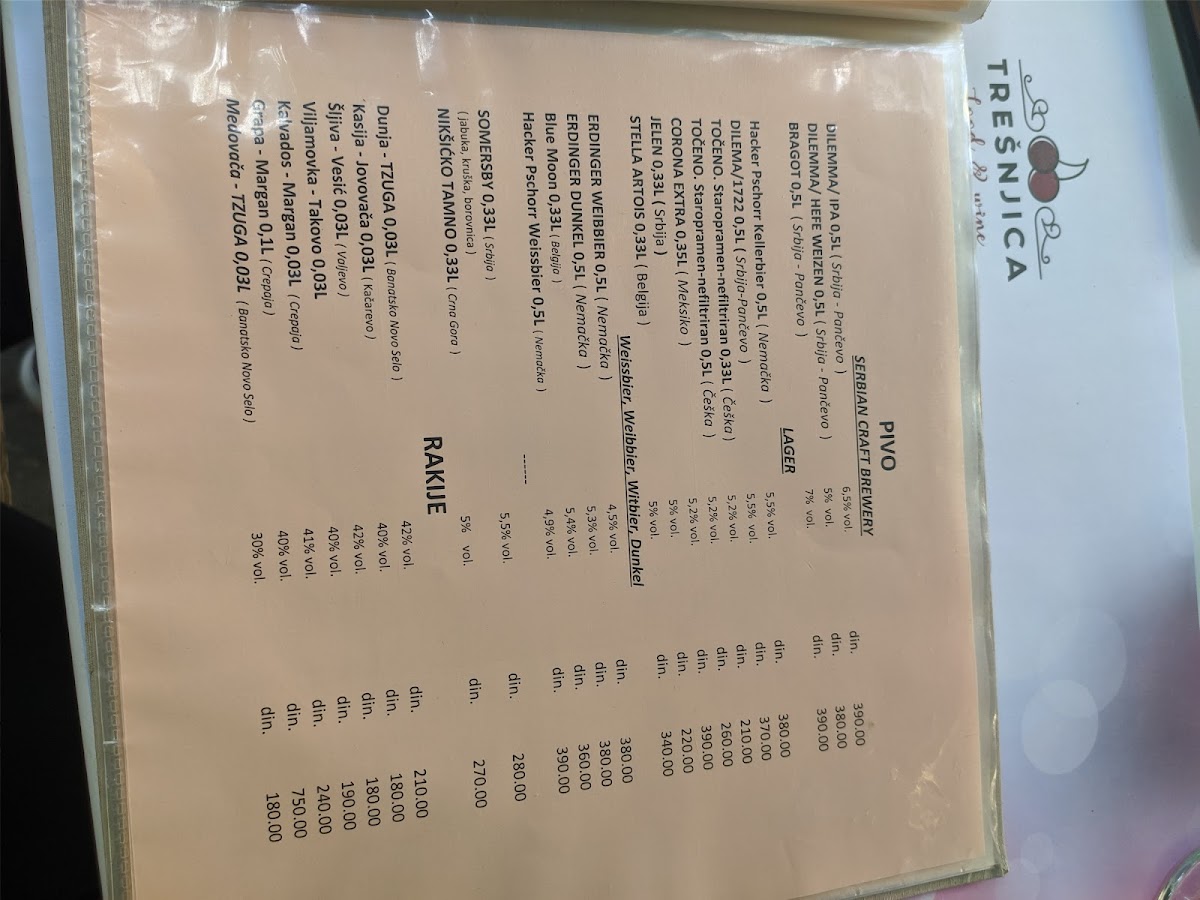 TREŠNJICA
food & wine
PIVO
SERBIAN CRAFT BREWERY
DILEMMA/ IPA 0,5L ( Srbija - Pančevo ) 6,5% vol. din. 390.00
DILEMMA/ HEFE WEIZEN 0,5L ( Srbija - Pančevo ) 5% vol. din. 380.00
BRAGOT 0,5L ( Srbija - Pančevo ) 7% vol. din. 390.00
LAGER
Hacker Pschorr Kellerbier 0,5L ( Nemačka ) 5,5% vol. din. 380.00
DILEMA/1722 0,5L ( Srbija-Pančevo ) 5,5% vol. din. 370.00
TOČENO. Staropramen-nefiltriran 0,33L ( Češka ) 5,2% vol. din. 210.00
TOČENO. Staropramen-nefiltriran 0,5L ( Češka ) 5,2% vol. din. 260.00
CORONA EXTRA 0,35L ( Meksiko ) 5,2% vol. din. 390.00
JELEN 0,33L ( Srbija ) 5% vol. din. 220.00
STELLA ARTOIS 0,33L ( Belgija ) 5% vol. din. 340.00
Weissbier, Weibbier, Witbier, Dunkel
ERDINGER WEIBBIER 0,5L ( Nemačka ) 4,5% vol. din. 380.00
ERDINGER DUNKEL 0,5L ( Nemačka ) 5,3% vol. din. 380.00
Blue Moon 0,33L ( Belgija ) 5,4% vol. din. 360.00
Hacker Pschorr Weissbier 0,5L ( Nemačka ) 4,9% vol. din. 390.00
------
SOMERSBY 0,33L ( Srbija ) 5,5% vol. din. 280.00
( jabuka, kruška, borovnica )
NIKŠIĆKO TAMNO 0,33L ( Crna Gora ) 5% vol. din. 270.00
RAKIJE
Dunja - TZUGA 0,03L ( Banatsko Novo Selo ) 42% vol. din. 210.00
Kasija - Jovovača 0,03L ( Kačarevo ) 40% vol. din. 180.00
Šljiva - Vesić 0,03L ( Valjevo ) 42% vol. din. 180.00
Viljamovka - Takovo 0,03L 40% vol. din. 190.00
Kalvados - Margan 0,03L ( Crepaja ) 41% vol. din. 240.00
Grapa - Margan 0,1L ( Crepaja ) 40% vol. din. 750.00
Medovača - TZUGA 0,03L ( Banatsko Novo Selo ) 30% vol. din. 180.00